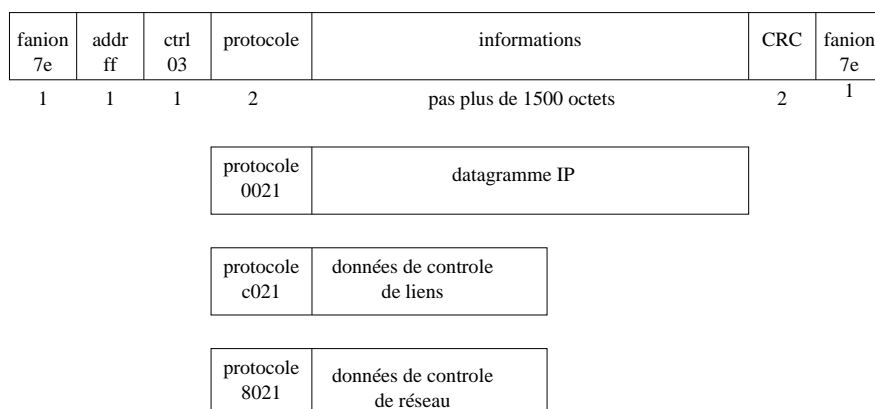 fanion addr ctrl protocole informations CRC fanion
7e ff 03 7e
1 1 1 2 pas plus de 1500 octets 2 1
protocole
0021
datagramme IP
protocole
c021
données de controle
de liens
protocole
8021
données de controle
de réseau